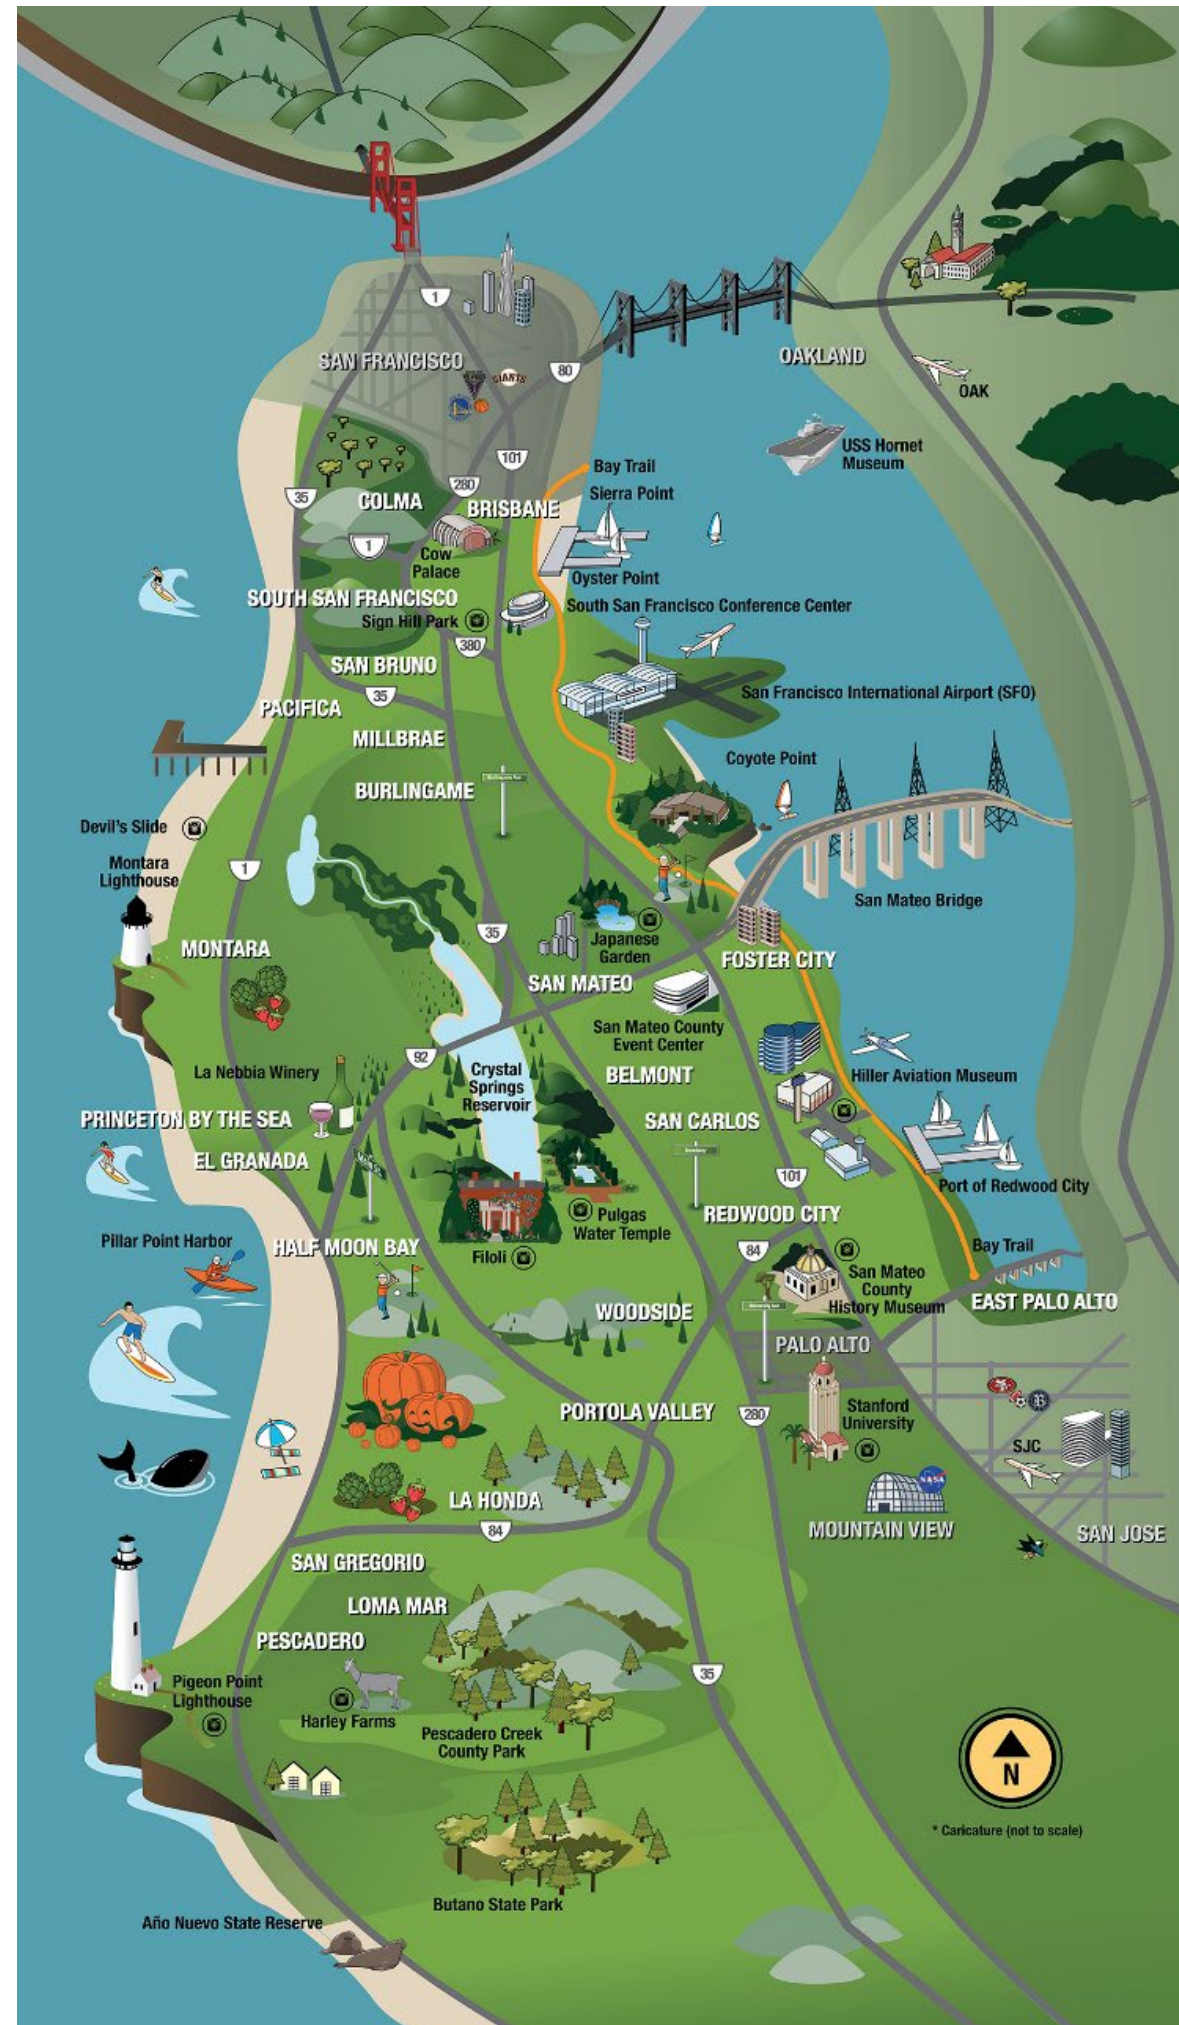 1
SAN FRANCISCO
GIANTS
80
OAKLAND
OAK
USS Hornet
Museum
101
Bay Trail
280
Sierra Point
35
COLMA
BRISBANE
1
Cow
Palace
Oyster Point
SOUTH SAN FRANCISCO
South San Francisco Conference Center
Sign Hill Park
380
SAN BRUNO
35
San Francisco International Airport (SFO)
PACIFICA
MILLBRAE
Coyote Point
BURLINGAME
Devil's Slide
Montara
Lighthouse
1
San Mateo Bridge
35
Japanese
Garden
MONTARA
FOSTER CITY
SAN MATEO
San Mateo County
Event Center
92
La Nebbia Winery
Crystal
Springs
Reservoir
BELMONT
Hiller Aviation Museum
PRINCETON BY THE SEA
SAN CARLOS
EL GRANADA
101
Port of Redwood City
Pulgas
Water Temple
REDWOOD CITY
Pillar Point Harbor
HALF MOON BAY
Filoli
84
Bay Trail
San Mateo
County
History Museum
EAST PALO ALTO
WOODSIDE
PALO ALTO
PORTOLA VALLEY
280
Stanford
University
SJC
NASA
LA HONDA
84
MOUNTAIN VIEW
SAN JOSE
SAN GREGORIO
LOMA MAR
PESCADERO
35
Pigeon Point
Lighthouse
Harley Farms
Pescadero Creek
County Park
N
* Caricature (not to scale)
Butano State Park
Año Nuevo State Reserve